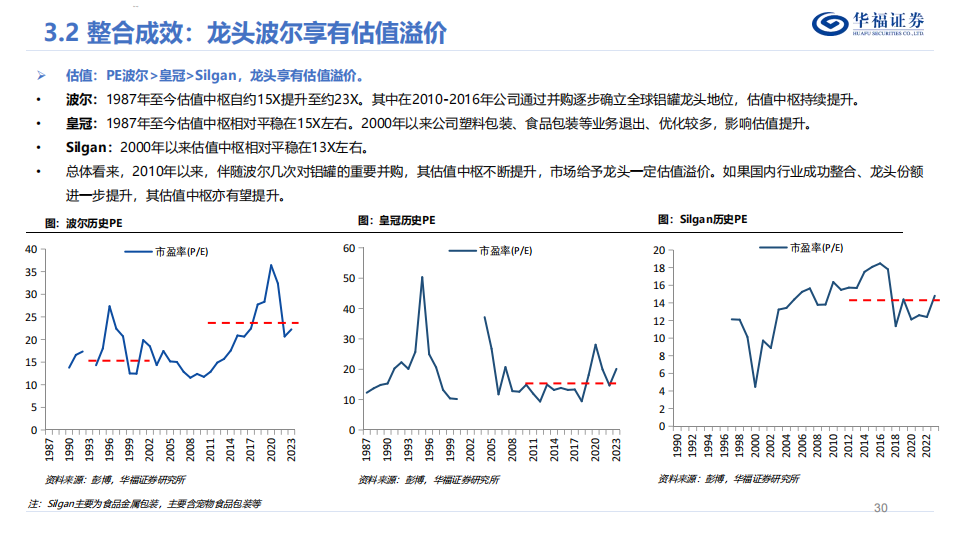 3.2 整合成效：龙头波尔享有估值溢价
华福证券
HUAFU SECURITIES CO.,LTD.
➢ 估值：PE波尔>皇冠>Silgan，龙头享有估值溢价。
• 波尔：1987年至今估值中枢自约15X提升至约23X。其中在2010-2016年公司通过并购逐步确立全球铝罐龙头地位，估值中枢持续提升。
• 皇冠：1987年至今估值中枢相对平稳在15X左右。2000年以来公司塑料包装、食品包装等业务退出、优化较多，影响估值提升。
• Silgan：2000年以来估值中枢相对平稳在13X左右。
• 总体看来，2010年以来，伴随波尔几次对铝罐的重要并购，其估值中枢不断提升，市场给予龙头一定估值溢价。如果国内行业成功整合、龙头份额
进一步提升，其估值中枢亦有望提升。
图：波尔历史PE
市盈率(P/E)
40
35
30
25
20
15
10
5
0
1987 1990 1993 1996 1999 2002 2005 2008 2011 2014 2017 2020 2023
资料来源：彭博，华福证券研究所
图：皇冠历史PE
市盈率(P/E)
60
50
40
30
20
10
0
1987 1990 1993 1996 1999 2002 2005 2008 2011 2014 2017 2020 2023
资料来源：彭博，华福证券研究所
图：Silgan历史PE
市盈率(P/E)
20
18
16
14
12
10
8
6
4
2
0
1990 1992 1994 1996 1998 2000 2002 2004 2006 2008 2010 2012 2014 2016 2018 2020 2022
资料来源：彭博，华福证券研究所
注：Silgan主要为食品金属包装，主要含宠物食品包装等
30